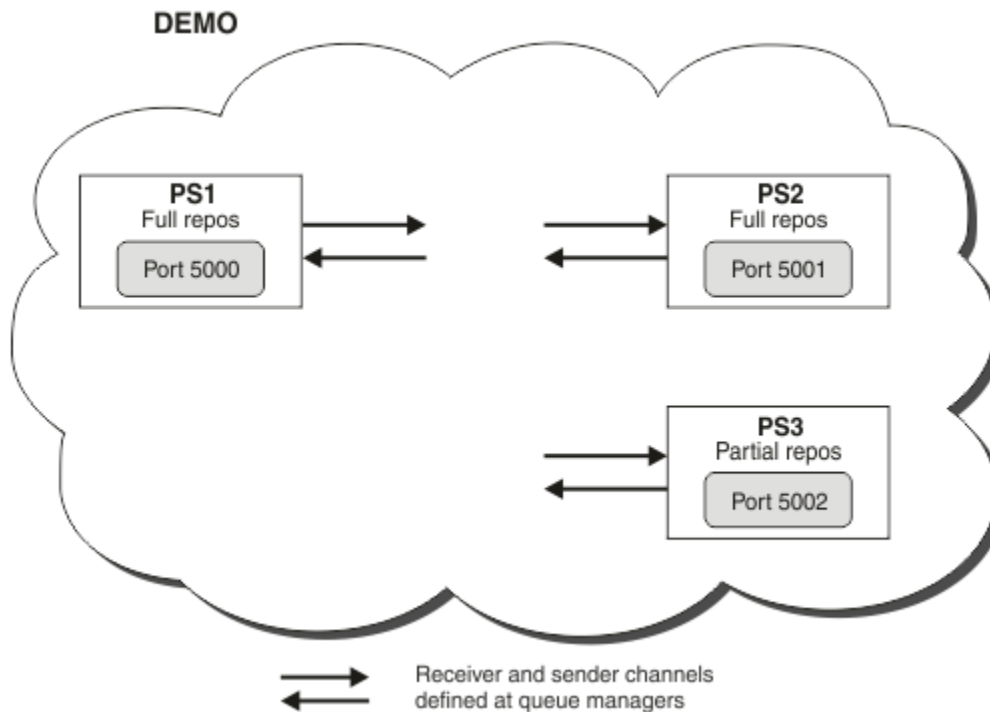 DEMO
PS1
Full repos
Port 5000
PS2
Full repos
Port 5001
PS3
Partial repos
Port 5002
Receiver and sender channels
defined at queue managers